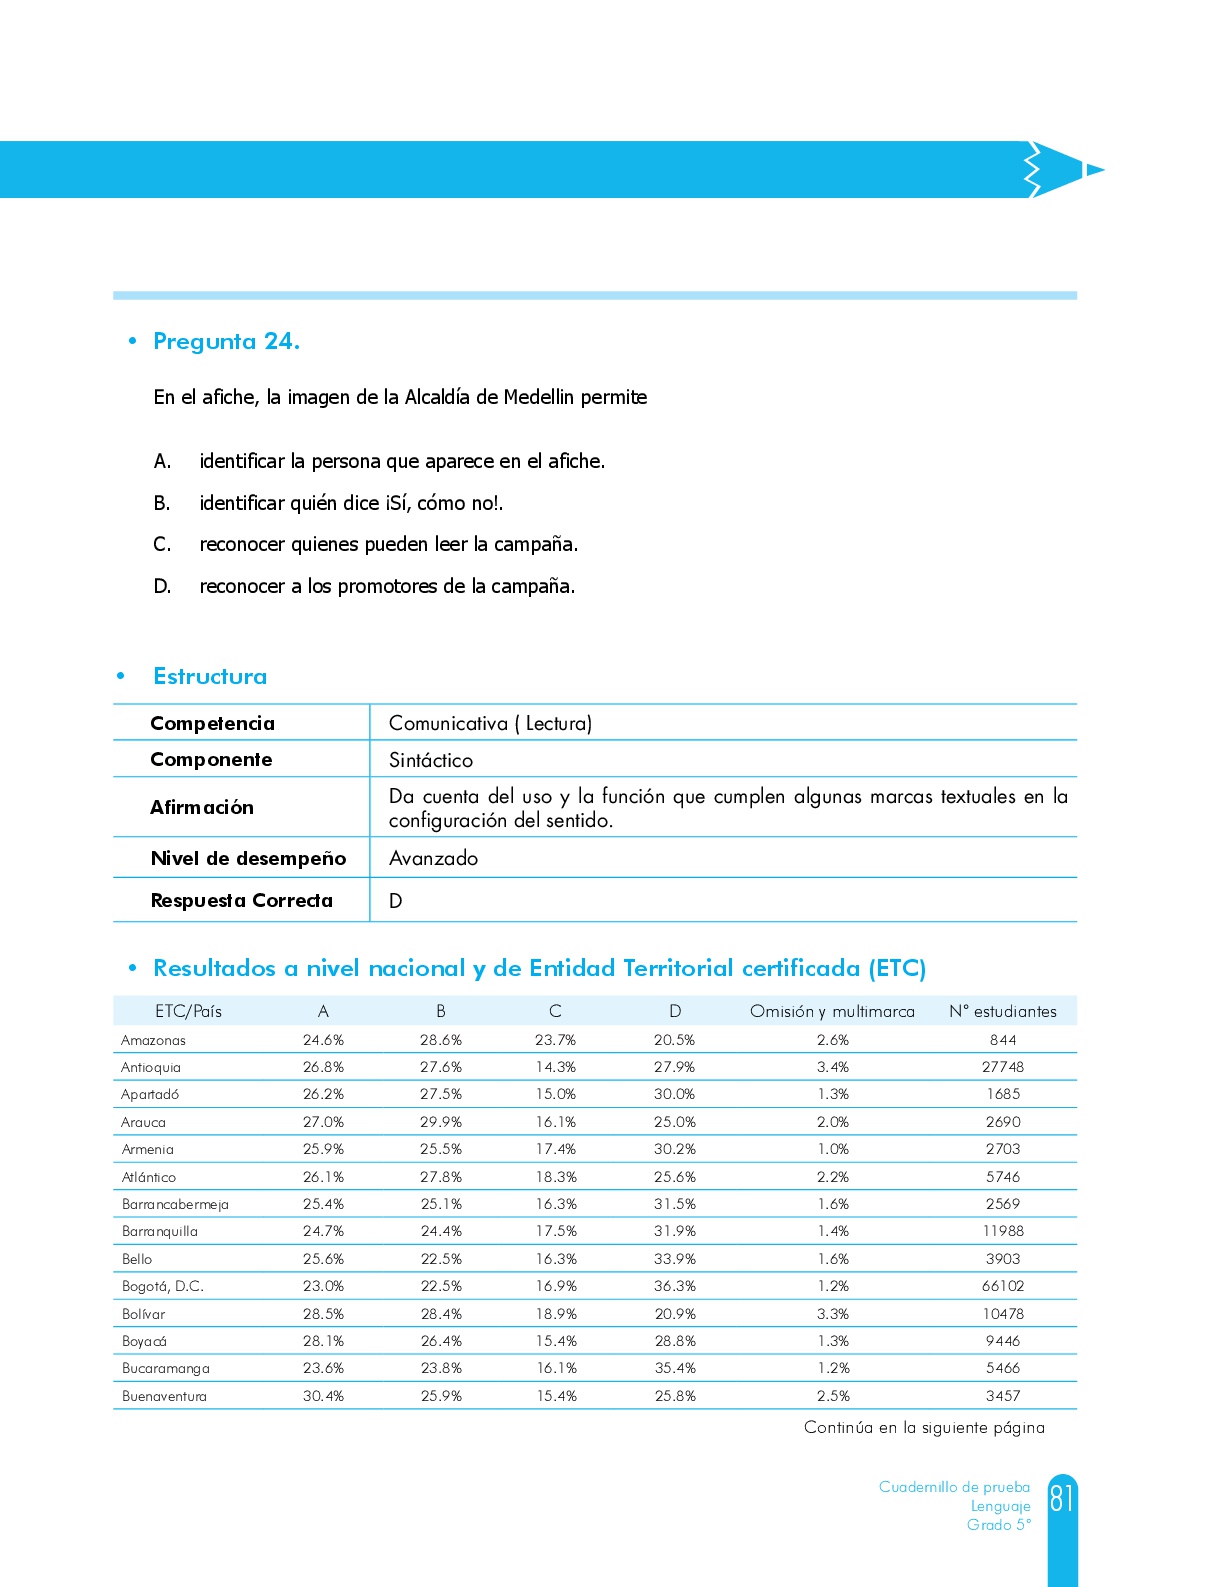 • Pregunta 24.
En el afiche, la imagen de la Alcaldía de Medellin permite
A. identificar la persona que aparece en el afiche.
B. identificar quién dice ¡Sí, cómo no!.
C. reconocer quienes pueden leer la campaña.
D. reconocer a los promotores de la campaña.
• Estructura
Competencia Comunicativa ( Lectura)
Componente Sintáctico
Afirmación Da cuenta del uso y la función que cumplen algunas marcas textuales en la
configuración del sentido.
Nivel de desempeño Avanzado
Respuesta Correcta D
• Resultados a nivel nacional y de Entidad Territorial certificada (ETC)
ETC/País A B C D Omisión y multimarca N° estudiantes
Amazonas 24.6% 28.6% 23.7% 20.5% 2.6% 844
Antioquia 26.8% 27.6% 14.3% 27.9% 3.4% 27748
Apartadó 26.2% 27.5% 15.0% 30.0% 1.3% 1685
Arauca 27.0% 29.9% 16.1% 25.0% 2.0% 2690
Armenia 25.9% 25.5% 17.4% 30.2% 1.0% 2703
Atlántico 26.1% 27.8% 18.3% 25.6% 2.2% 5746
Barrancabermeja 25.4% 25.1% 16.3% 31.5% 1.6% 2569
Barranquilla 24.7% 24.4% 17.5% 31.9% 1.4% 11988
Bello 25.6% 22.5% 16.3% 33.9% 1.6% 3903
Bogotá, D.C. 23.0% 22.5% 16.9% 36.3% 1.2% 66102
Bolívar 28.5% 28.4% 18.9% 20.9% 3.3% 10478
Boyacá 28.1% 26.4% 15.4% 28.8% 1.3% 9446
Bucaramanga 23.6% 23.8% 16.1% 35.4% 1.2% 5466
Buenaventura 30.4% 25.9% 15.4% 25.8% 2.5% 3457
Continúa en la siguiente página
Cuadernillo de prueba
Lenguaje
Grado 5°
81